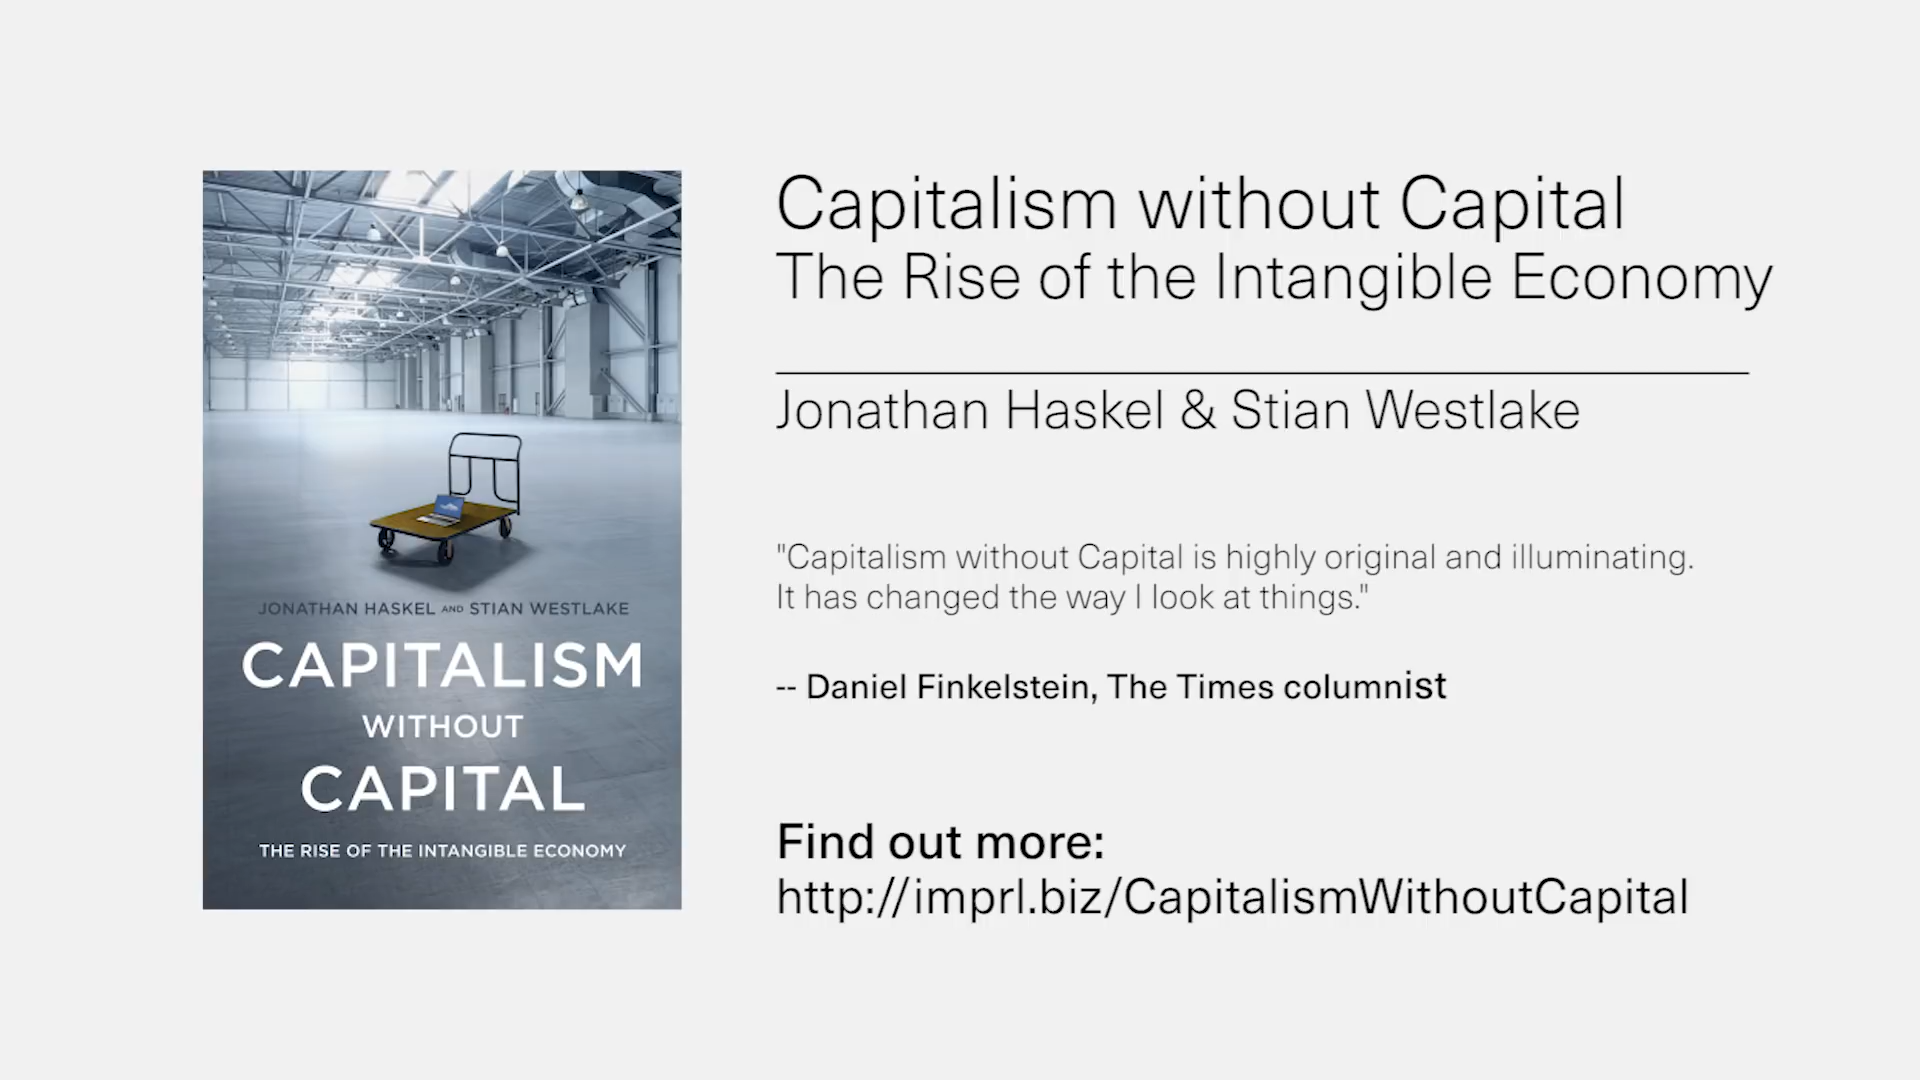 JONATHAN HASKEL AND STIAN WESTLAKE
CAPITALISM
WITHOUT
CAPITAL
THE RISE OF THE INTANGIBLE ECONOMY
Capitalism without Capital
The Rise of the Intangible Economy
Jonathan Haskel & Stian Westlake
"Capitalism without Capital is highly original and illuminating.
It has changed the way I look at things."
-- Daniel Finkelstein, The Times columnist
Find out more:
http://imprl.biz/CapitalismWithoutCapital